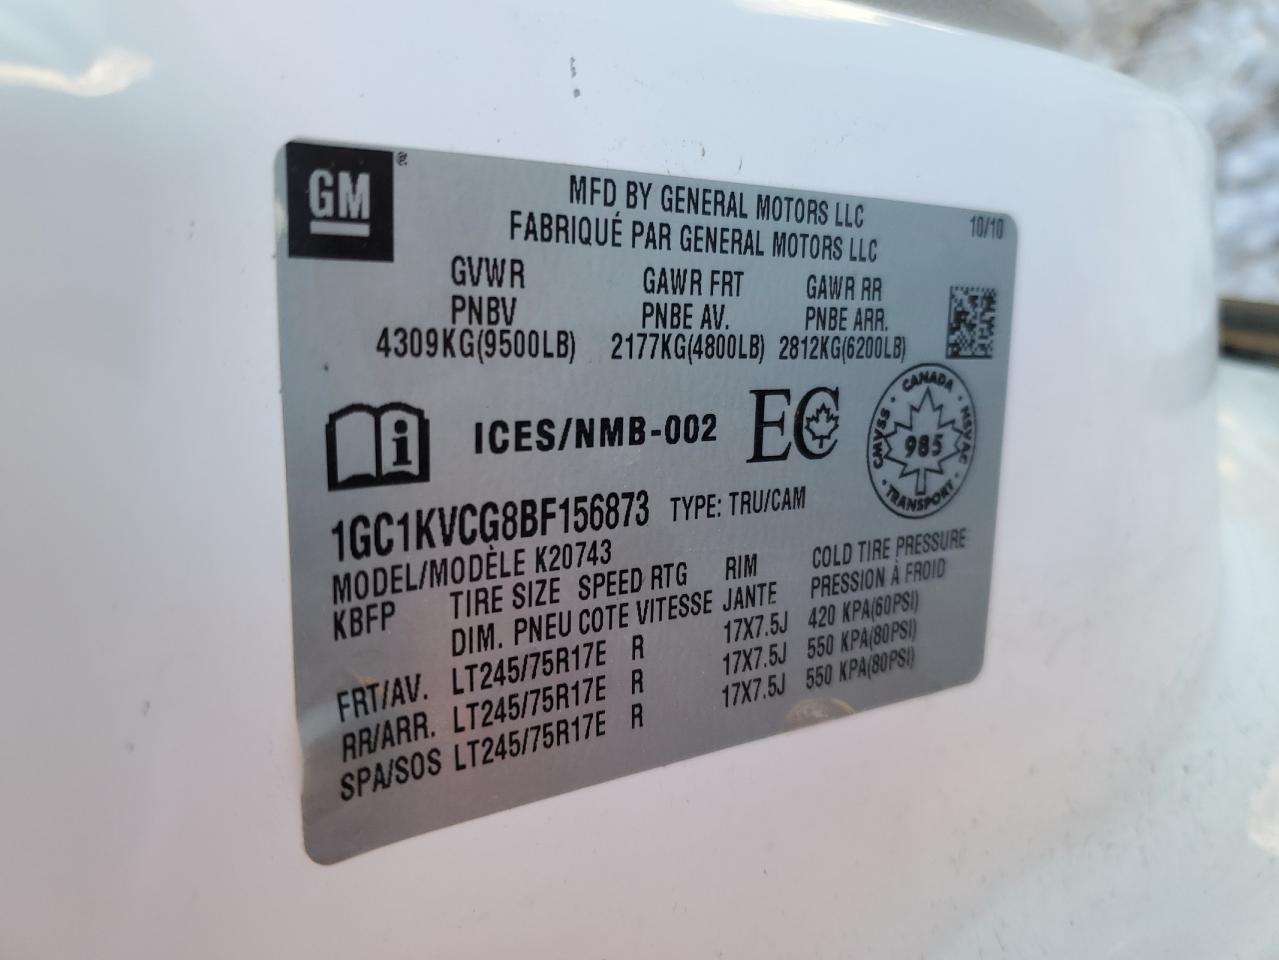 GM ®
MFD BY GENERAL MOTORS LLC
FABRIQUÉ PAR GENERAL MOTORS LLC
10/10
GVWR GAWR FRT GAWR RR
PNBV PNBE AV. PNBE ARR.
4309KG(9500LB) 2177KG(4800LB) 2812KG(6200LB)
i ICES/NMB-002 EC
CANADA
CMVSS 985 NSVAC
TRANSPORT
1GC1KVCG8BF156873 TYPE: TRU/CAM
MODEL/MODÈLE K20743
KBFP TIRE SIZE SPEED RTG RIM COLD TIRE PRESSURE
DIM. PNEU COTE VITESSE JANTE PRESSION À FROID
FRT/AV. LT245/75R17E R 17X7.5J 420 KPA(60PSI)
RR/ARR. LT245/75R17E R 17X7.5J 550 KPA(80PSI)
SPA/SOS LT245/75R17E R 17X7.5J 550 KPA(80PSI)